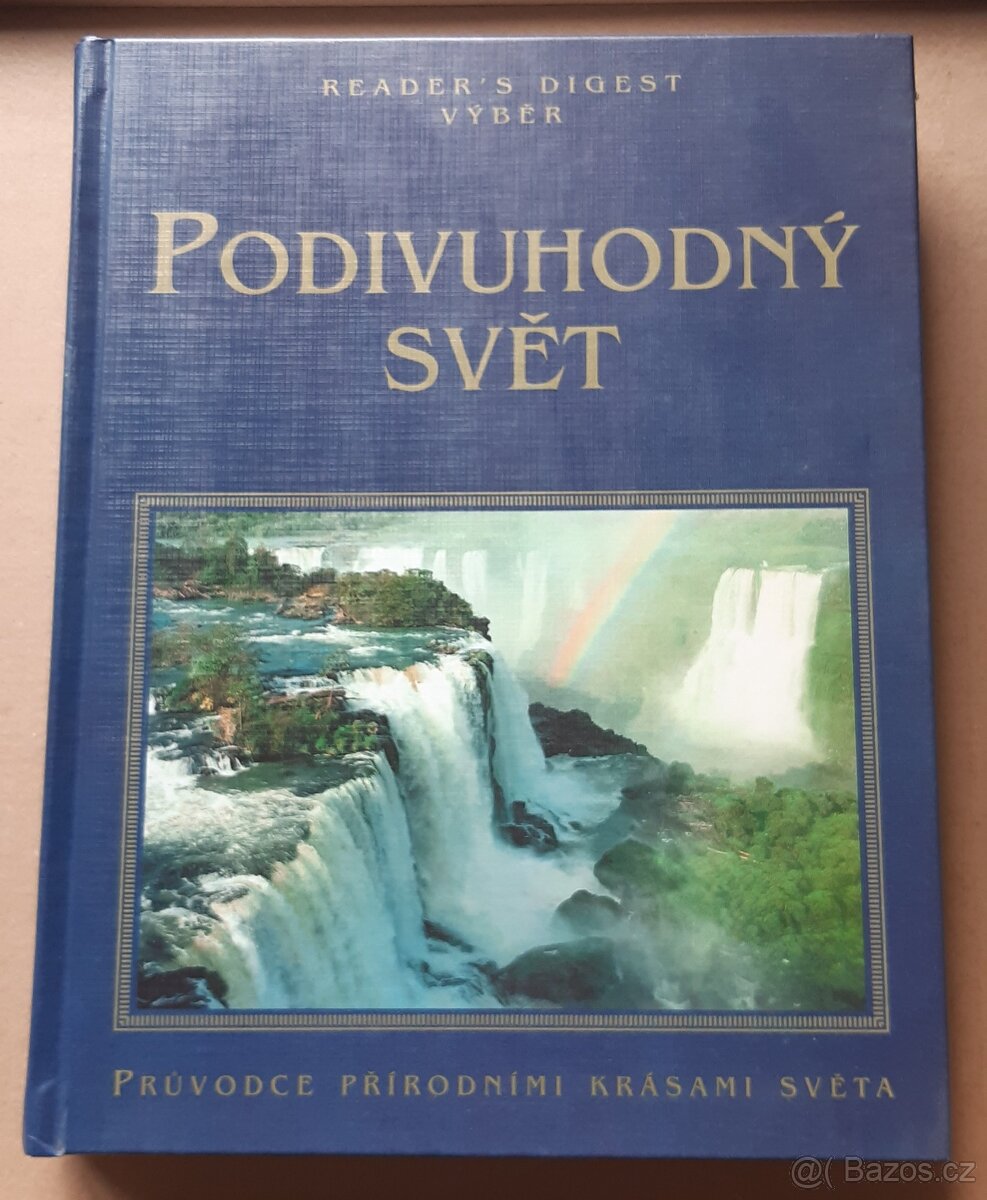 READER'S DIGEST
VÝBĚR
PODIVUHODNÝ
SVĚT
PRŮVODCE PŘÍRODNÍMI KRÁSAMI SVĚTA
@( Bazos.cz